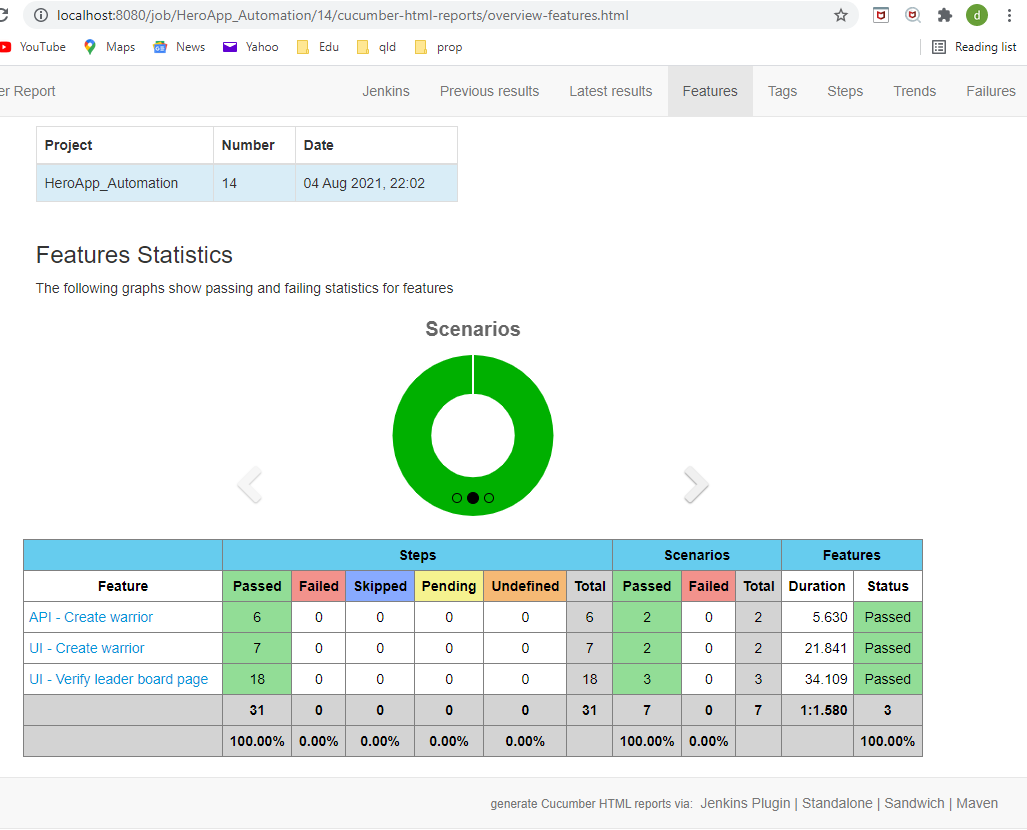 localhost:8080/job/HeroApp_Automation/14/cucumber-html-reports/overview-features.html d
YouTube Maps News Yahoo Edu qld prop Reading list
er Report Jenkins Previous results Latest results Features Tags Steps Trends Failures
Project Number Date
HeroApp_Automation 14 04 Aug 2021, 22:02
Features Statistics
The following graphs show passing and failing statistics for features
Scenarios
Steps Scenarios Features
Feature Passed Failed Skipped Pending Undefined Total Passed Failed Total Duration Status
API - Create warrior 6 0 0 0 0 6 2 0 2 5.630 Passed
UI - Create warrior 7 0 0 0 0 7 2 0 2 21.841 Passed
UI - Verify leader board page 18 0 0 0 0 18 3 0 3 34.109 Passed
31 0 0 0 0 31 7 0 7 1:1.580 3
100.00% 0.00% 0.00% 0.00% 0.00% 100.00% 0.00% 100.00%
generate Cucumber HTML reports via: Jenkins Plugin | Standalone | Sandwich | Maven